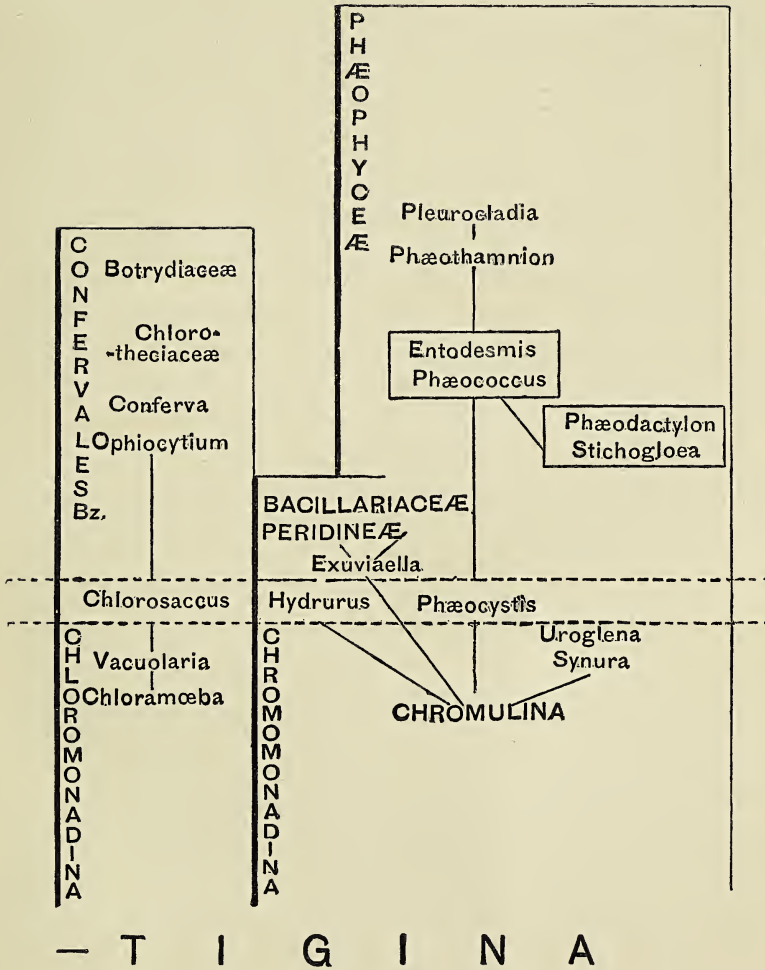 PHÆOPHYCEÆ
Pleurocladia
Phæothamnion
Entodesmis
Phæococcus
Phæodactylon
Stichogloea
CONFERVALES
Bz.
Botrydiaceæ
Chloro-
-theciaceæ
Conferva
Ophiocytium
BACILLARIACEÆ
PERIDINEÆ
Exuviaella
Chlorosaccus
Hydrurus
Phæocystis
CHLOROMONADINA
Vacuolaria
Chloramœba
CHROMOMONADINA
Uroglena
Synura
CHROMULINA
— T I G I N A